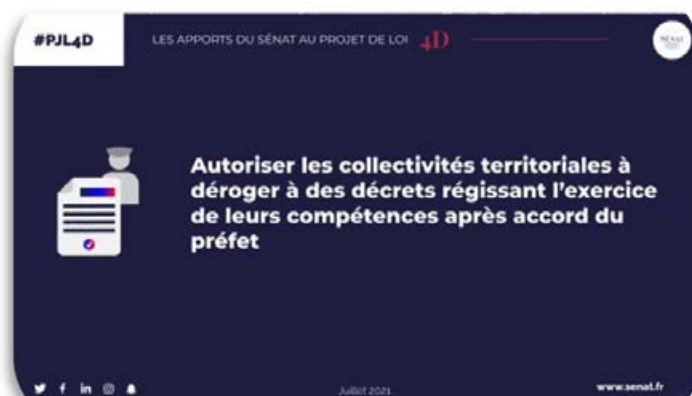 #PJL4D
LES APPORTS DU SÉNAT AU PROJET DE LOI 4D
SÉNAT
Autoriser les collectivités territoriales à
déroger à des décrets régissant l'exercice
de leurs compétences après accord du
préfet
Juillet 2021
www.senat.fr